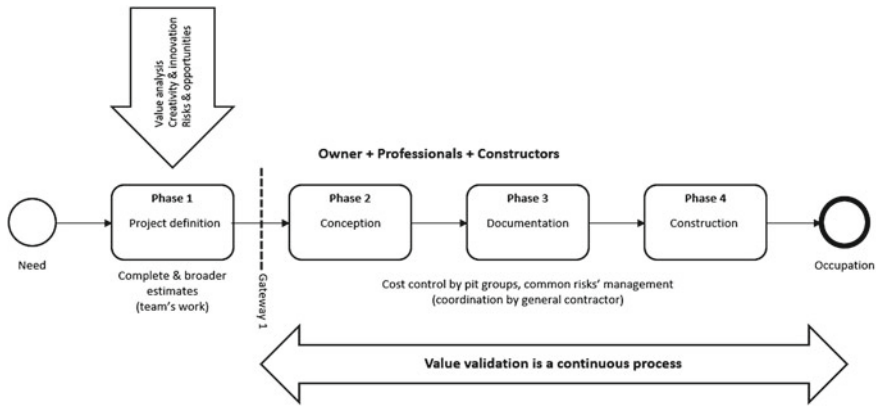 Value analysis
Creativity & innovation
Risks & opportunities
Owner + Professionals + Constructors
Phase 1
Project definition
Phase 2
Conception
Phase 3
Documentation
Phase 4
Construction
Need
Occupation
Complete & broader
estimates
(team's work)
Gateway 1
Cost control by pit groups, common risks' management
(coordination by general contractor)
Value validation is a continuous process